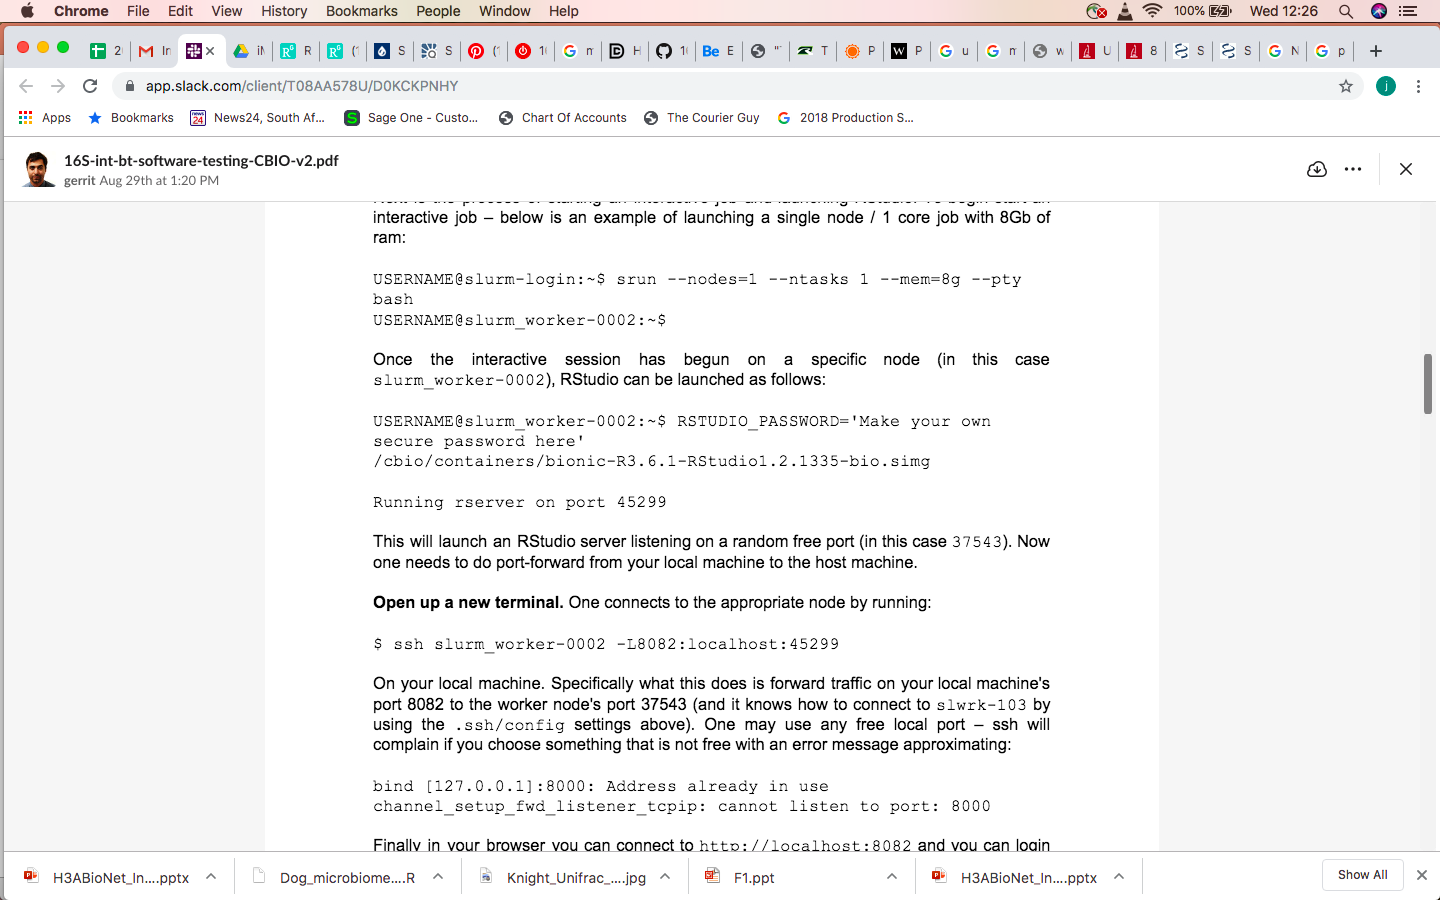 Chrome File Edit View History Bookmarks People Window Help 100% Wed 12:26
2 In R ( S S ( 1 n H 1 E " T P P u n w U 8 S S N p
app.slack.com/client/T08AA578U/D0KCKPNHY j
Apps Bookmarks News24, South Af... Sage One - Custo... Chart Of Accounts The Courier Guy 2018 Production S...
16S-int-bt-software-testing-CBIO-v2.pdf
gerrit Aug 29th at 1:20 PM
interactive job – below is an example of launching a single node / 1 core job with 8Gb of
ram:
USERNAME@slurm-login:~$ srun --nodes=1 --ntasks 1 --mem=8g --pty
bash
USERNAME@slurm_worker-0002:~$
Once the interactive session has begun on a specific node (in this case
slurm_worker-0002), RStudio can be launched as follows:
USERNAME@slurm_worker-0002:~$ RSTUDIO_PASSWORD='Make your own
secure password here'
/cbio/containers/bionic-R3.6.1-RStudio1.2.1335-bio.simg
Running rserver on port 45299
This will launch an RStudio server listening on a random free port (in this case 37543). Now
one needs to do port-forward from your local machine to the host machine.
Open up a new terminal. One connects to the appropriate node by running:
$ ssh slurm_worker-0002 -L8082:localhost:45299
On your local machine. Specifically what this does is forward traffic on your local machine's
port 8082 to the worker node's port 37543 (and it knows how to connect to slwrk-103 by
using the .ssh/config settings above). One may use any free local port – ssh will
complain if you choose something that is not free with an error message approximating:
bind [127.0.0.1]:8000: Address already in use
channel_setup_fwd_listener_tcpip: cannot listen to port: 8000
Finally in your browser you can connect to http://localhost:8082 and you can login
H3ABioNet_In....pptx Dog_microbiome....R Knight_Unifrac_....jpg F1.ppt H3ABioNet_In....pptx Show All